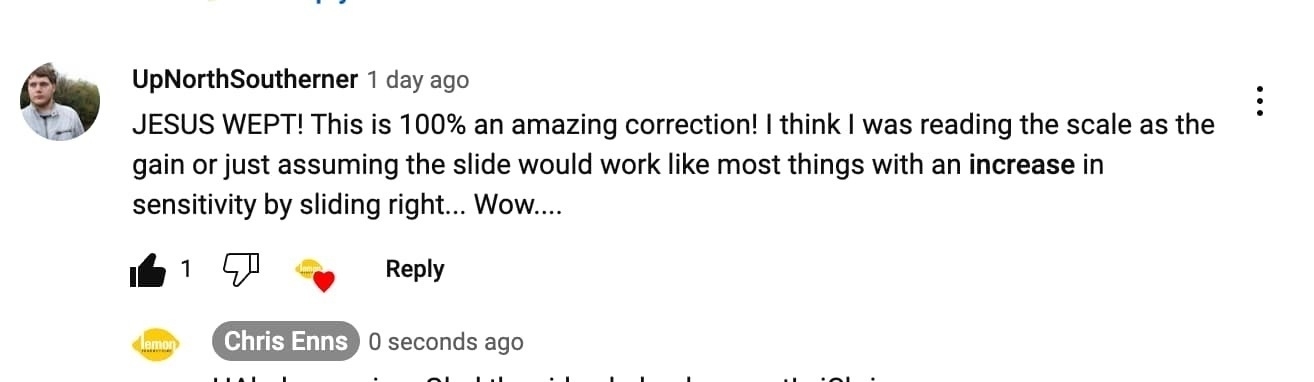 UpNorthSoutherner 1 day ago
JESUS WEPT! This is 100% an amazing correction! I think I was reading the scale as the
gain or just assuming the slide would work like most things with an increase in
sensitivity by sliding right... Wow....
1 Reply
lemon Chris Enns 0 seconds ago